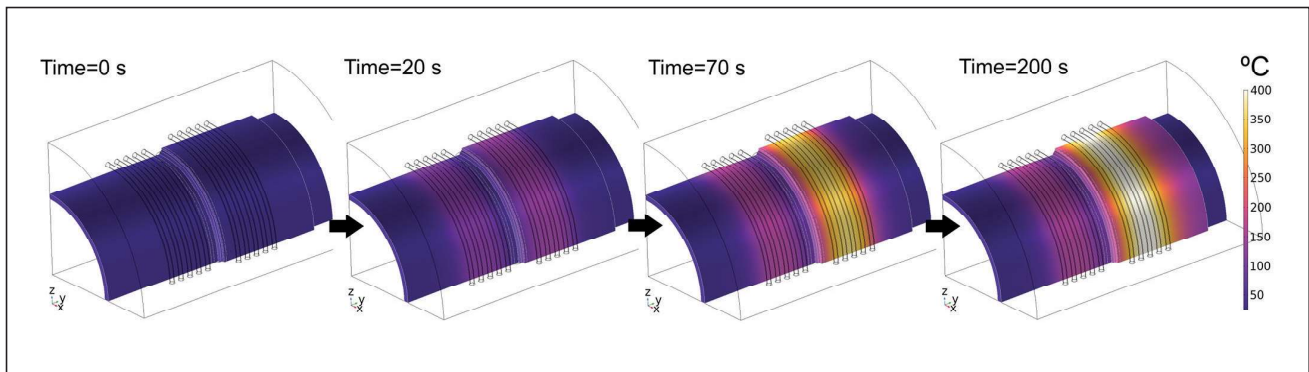 Time=0 s
Time=20 s
Time=70 s
Time=200 s
ºC
400
350
300
250
200
150
100
50
z
y
x
z
y
x
z
y
x
z
y
x